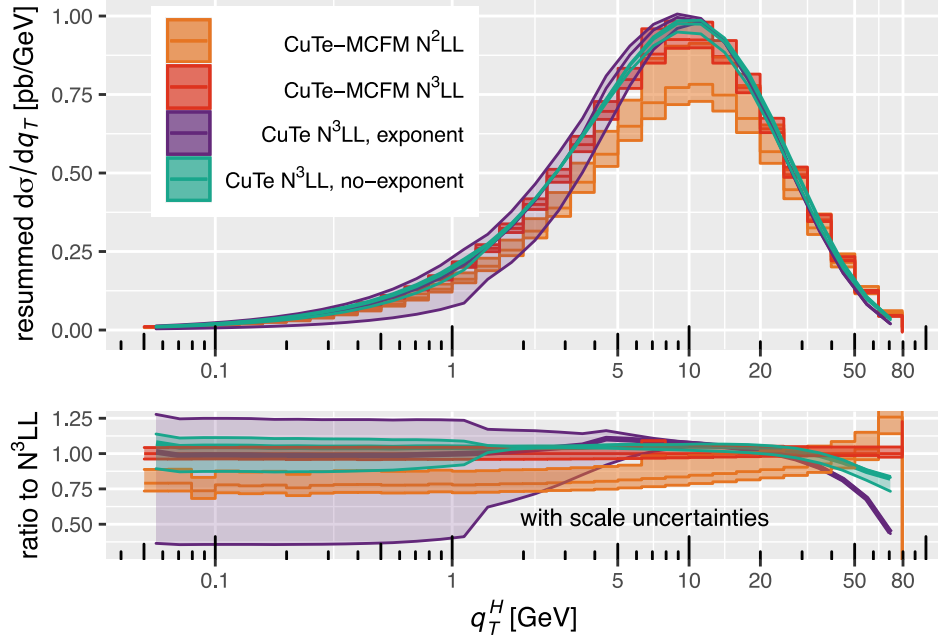 resummed dσ/dq_T [pb/GeV]
1.00
0.75
0.50
0.25
0.00
CuTe−MCFM N²LL
CuTe−MCFM N³LL
CuTe N³LL, exponent
CuTe N³LL, no−exponent
0.1 1 5 10 20 50 80
ratio to N³LL
1.25
1.00
0.75
0.50
with scale uncertainties
0.1 1 5 10 20 50 80
q_T^H [GeV]